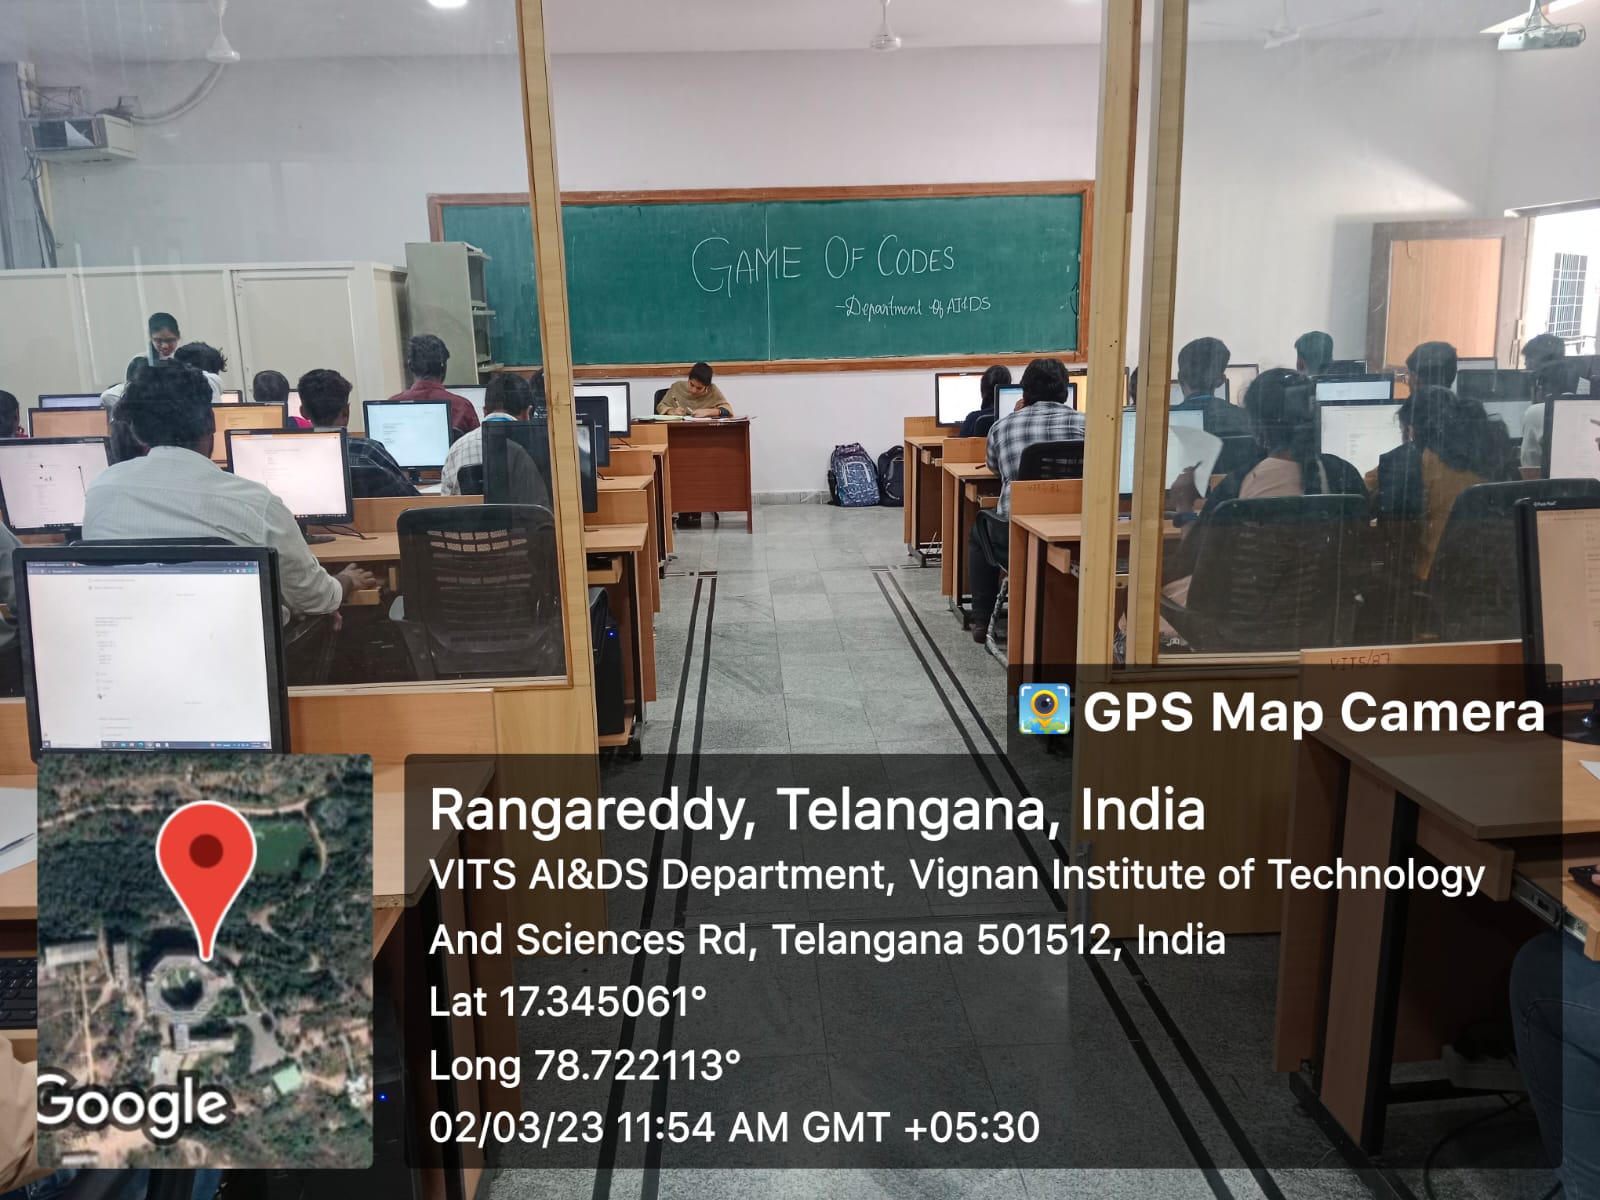 GAME OF CODES
-Department Of AI&DS
VITS/87
GPS Map Camera
Rangareddy, Telangana, India
VITS AI&DS Department, Vignan Institute of Technology
And Sciences Rd, Telangana 501512, India
Lat 17.345061°
Long 78.722113°
02/03/23 11:54 AM GMT +05:30
Google